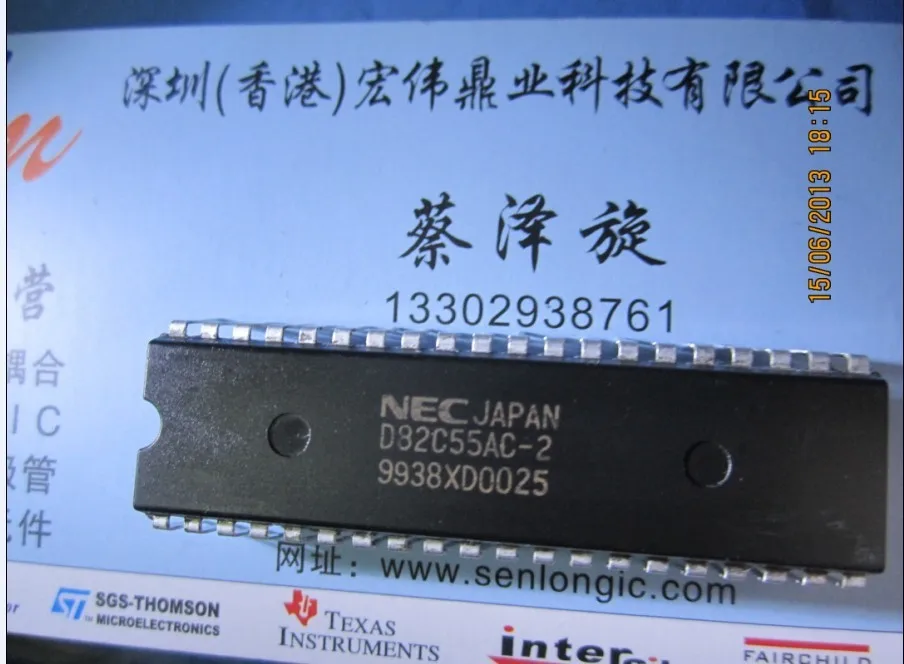 深圳(香港)宏伟鼎业科技有限公司
15/06/2013 18:15
蔡泽旋
13302938761
营
耦合
IC
管
件
NEC JAPAN
D82C55AC-2
9938XD0025
网址：www.senlongic.com
ST SGS-THOMSON
MICROELECTRONICS
TEXAS
INSTRUMENTS
FAIRCHILD